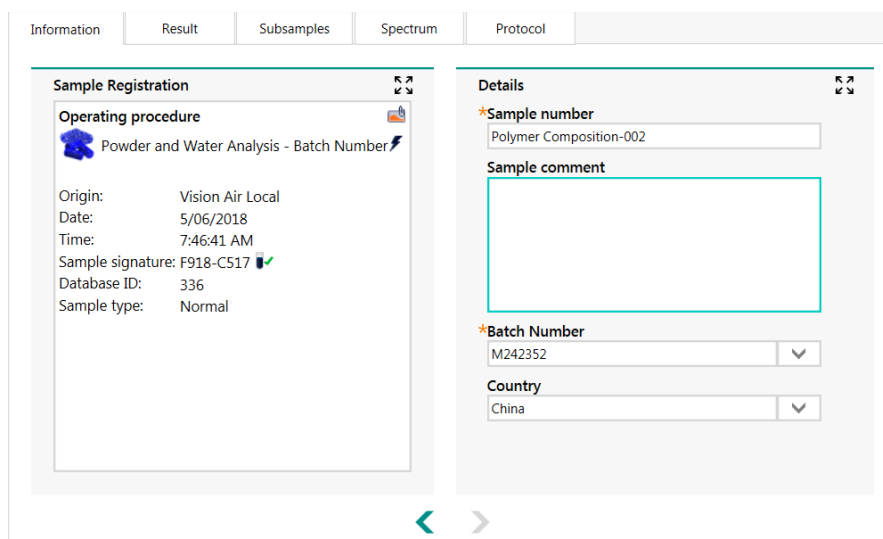 Information Result Subsamples Spectrum Protocol
Sample Registration
Operating procedure
Powder and Water Analysis - Batch Number
Origin: Vision Air Local
Date: 5/06/2018
Time: 7:46:41 AM
Sample signature: F918-C517
Database ID: 336
Sample type: Normal
Details
*Sample number
Polymer Composition-002
Sample comment
*Batch Number
M242352
Country
China